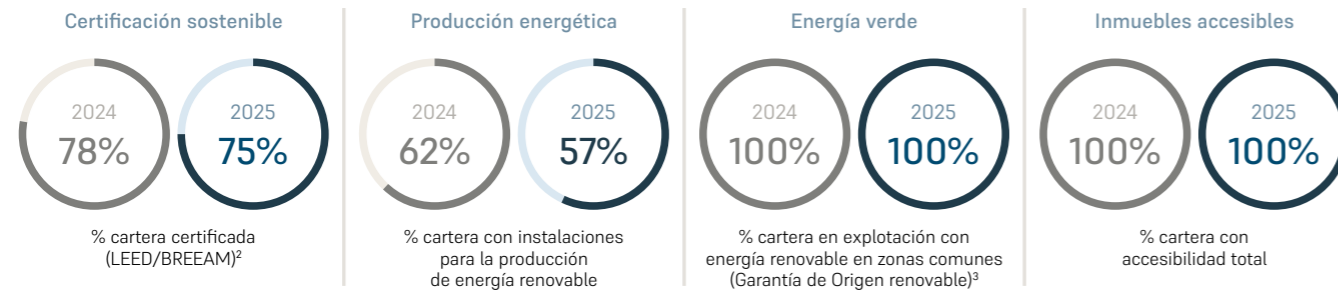 Certificación sostenible
2024
78%
2025
75%
% cartera certificada
(LEED/BREEAM)²
Producción energética
2024
62%
2025
57%
% cartera con instalaciones
para la producción
de energía renovable
Energía verde
2024
100%
2025
100%
% cartera en explotación con
energía renovable en zonas comunes
(Garantía de Origen renovable)³
Inmuebles accesibles
2024
100%
2025
100%
% cartera con
accesibilidad total